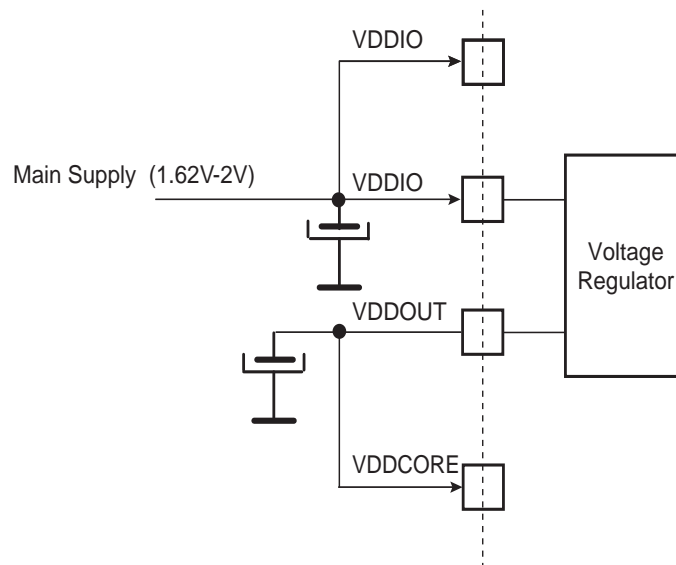 VDDIO
Main Supply (1.62V-2V)
VDDIO
Voltage
Regulator
VDDOUT
VDDCORE